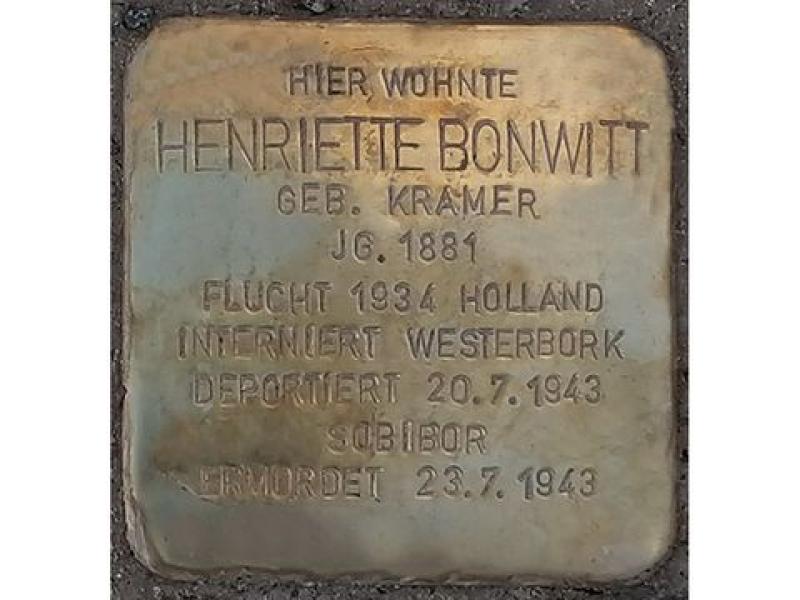 HIER WOHNTE
HENRIETTE BONWITT
GEB. KRAMER
JG. 1881
FLUCHT 1934 HOLLAND
INTERNIERT WESTERBORK
DEPORTIERT 20.7.1943
SOBIBOR
ERMORDET 23.7.1943